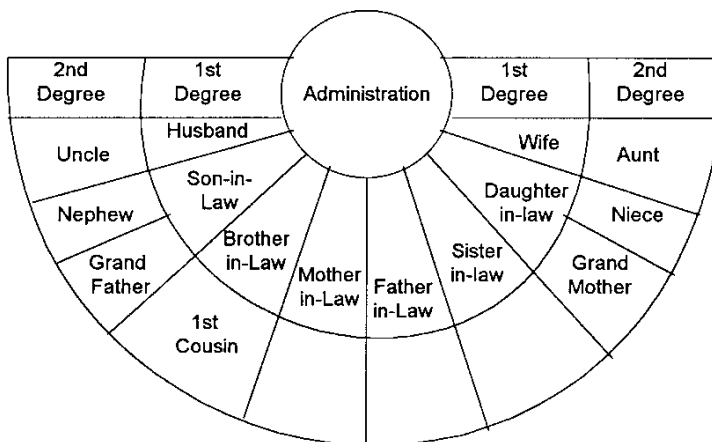 2nd
Degree
1st
Degree
Administration
1st
Degree
2nd
Degree
Husband
Wife
Uncle
Aunt
Son-in-
Law
Daughter
in-law
Nephew
Niece
Brother
in-Law
Mother
in-Law
Father
in-Law
Sister
in-law
Grand
Father
Grand
Mother
1st
Cousin